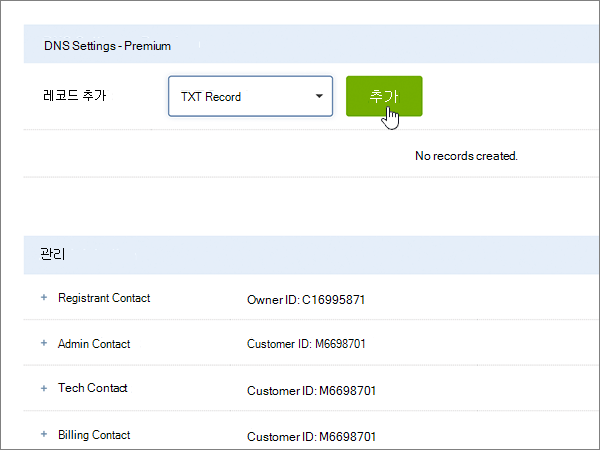 DNS Settings - Premium
레코드 추가 TXT Record 추가
No records created.
관리
+ Registrant Contact Owner ID: C16995871
+ Admin Contact Customer ID: M6698701
+ Tech Contact Customer ID: M6698701
+ Billing Contact Customer ID: M6698701